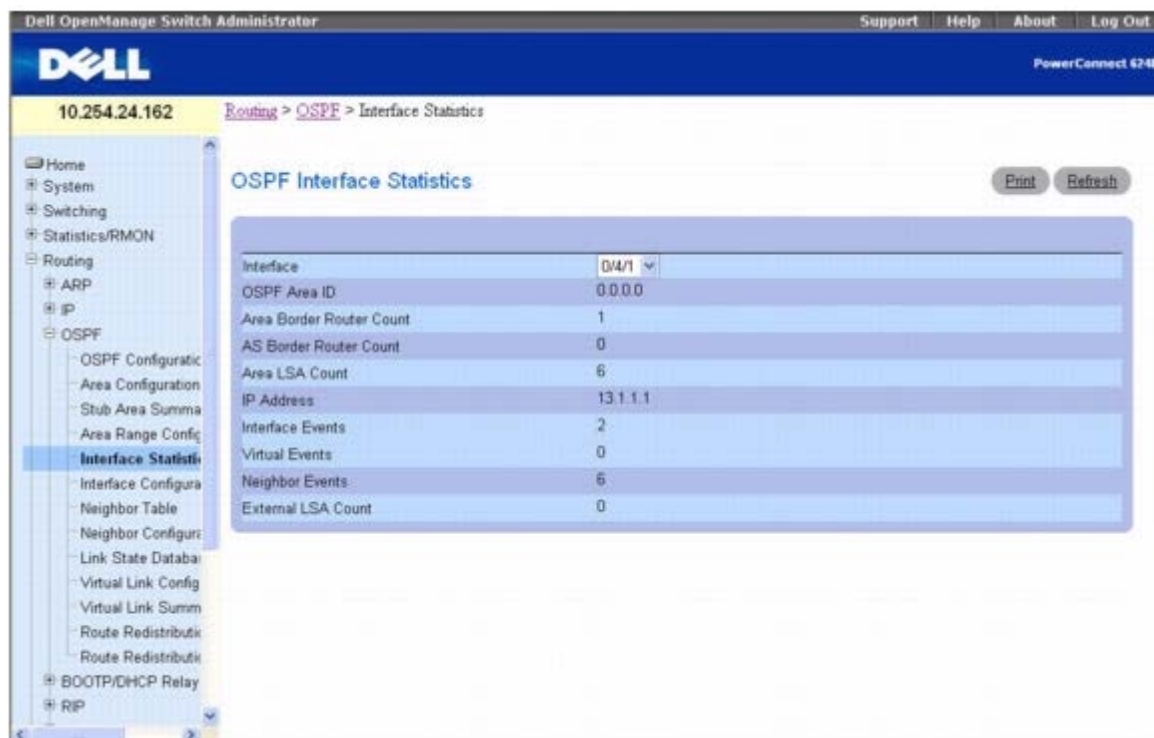 Dell OpenManage Switch Administrator Support Help About Log Out
DELL
PowerConnect 624
10.254.24.162
Routing > OSPF > Interface Statistics
Home
System
Switching
Statistics/RMON
Routing
ARP
IP
OSPF
OSPF Configuratic
Area Configuration
Stub Area Summa
Area Range Config
Interface Statisti
Interface Configura
Neighbor Table
Neighbor Configura
Link State Databa
Virtual Link Config
Virtual Link Summ
Route Redistributi
Route Redistributi
BOOTP/DHCP Relay
RIP
OSPF Interface Statistics
Print Refresh
Interface 0/4/1
OSPF Area ID 0.0.0.0
Area Border Router Count 1
AS Border Router Count 0
Area LSA Count 6
IP Address 13.1.1.1
Interface Events 2
Virtual Events 0
Neighbor Events 6
External LSA Count 0